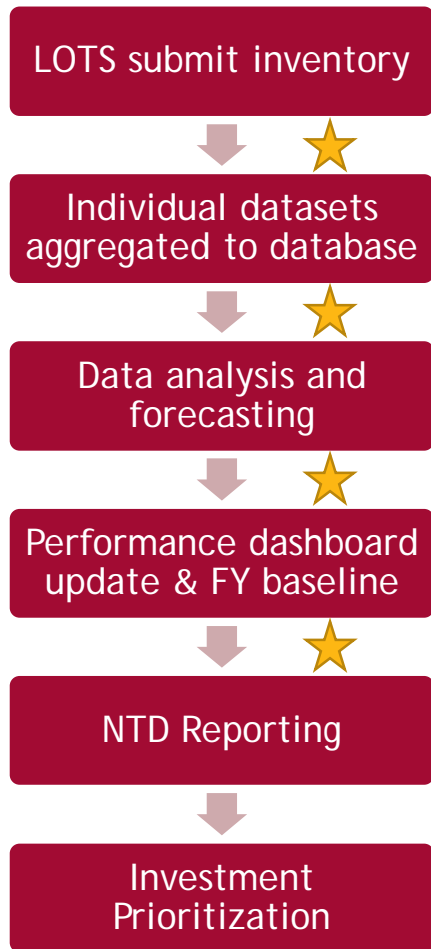 LOTS submit inventory
Individual datasets
aggregated to database
Data analysis and
forecasting
Performance dashboard
update & FY baseline
NTD Reporting
Investment
Prioritization